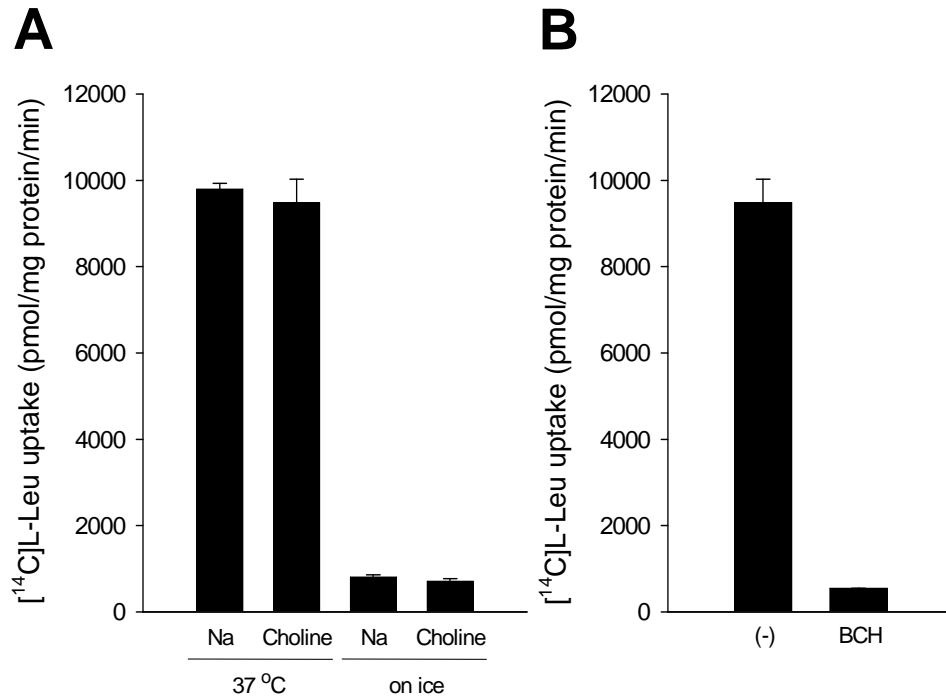 A
[¹⁴C]L-Leu uptake (pmol/mg protein/min)
12000
10000
8000
6000
4000
2000
0
Na Choline Na Choline
37 °C on ice
B
[¹⁴C]L-Leu uptake (pmol/mg protein/min)
12000
10000
8000
6000
4000
2000
0
(-) BCH